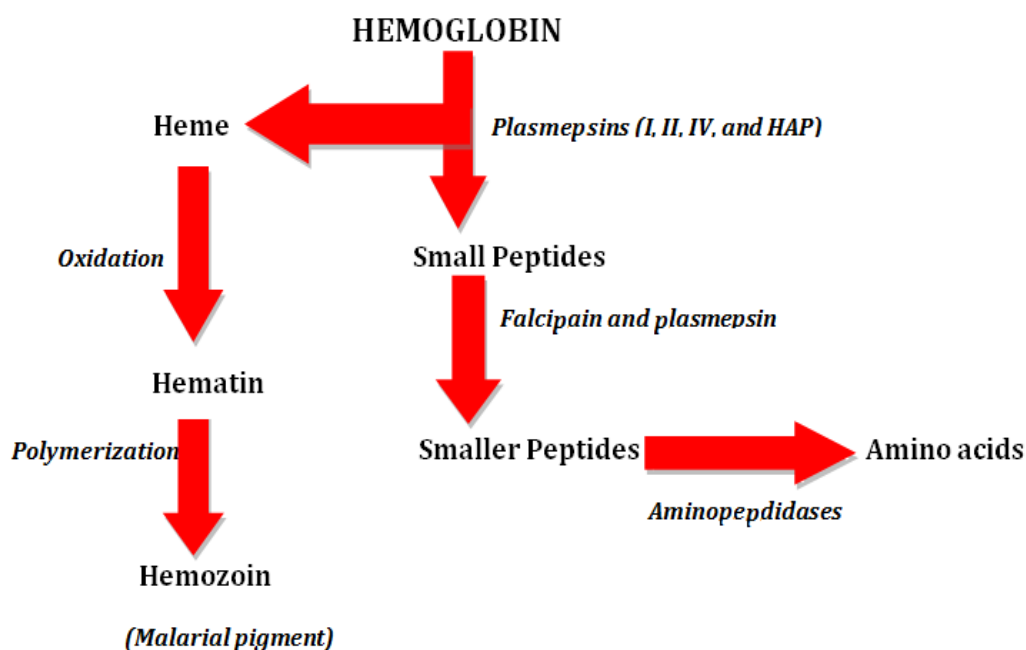 HEMOGLOBIN
Heme
Plasmepsins (I, II, IV, and HAP)
Oxidation
Small Peptides
Falcipain and plasmepsin
Hematin
Polymerization
Smaller Peptides
Amino acids
Aminopepdidases
Hemozoin
(Malarial pigment)